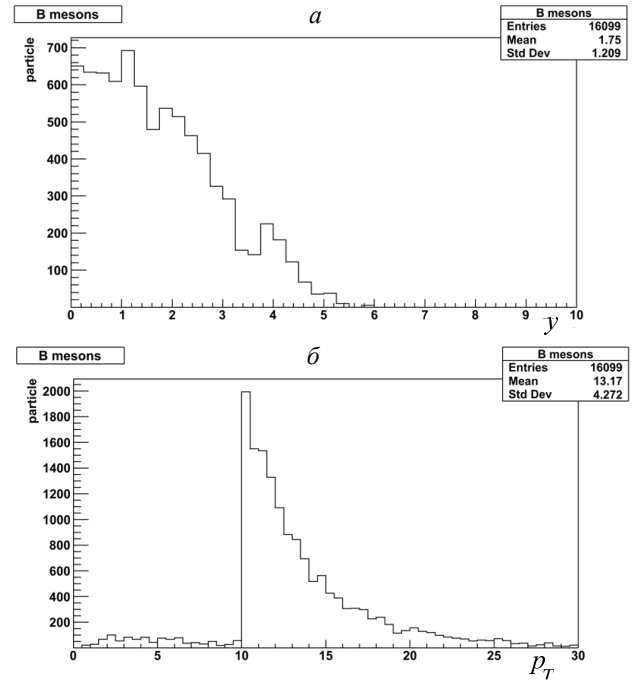 B mesons
а
B mesons
Entries 16099
Mean 1.75
Std Dev 1.209
particle
700
600
500
400
300
200
100
0 1 2 3 4 5 6 7 8 9 10
y
B mesons
б
B mesons
Entries 16099
Mean 13.17
Std Dev 4.272
particle
2000
1800
1600
1400
1200
1000
800
600
400
200
0 5 10 15 20 25 30
pT